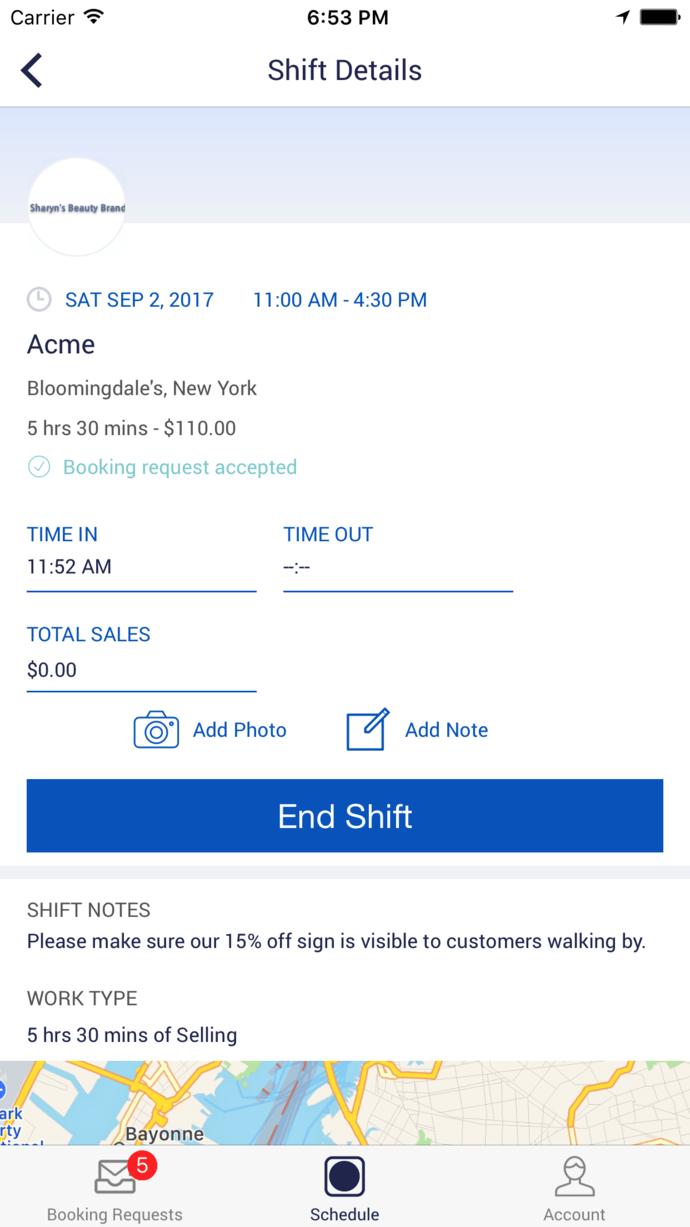 Carrier 6:53 PM
Shift Details
Sharyn's Beauty Brand
SAT SEP 2, 2017 11:00 AM - 4:30 PM
Acme
Bloomingdale's, New York
5 hrs 30 mins - $110.00
Booking request accepted
TIME IN TIME OUT
11:52 AM --:--
TOTAL SALES
$0.00
Add Photo Add Note
End Shift
SHIFT NOTES
Please make sure our 15% off sign is visible to customers walking by.
WORK TYPE
5 hrs 30 mins of Selling
ark
rty
Bayonne
5
Booking Requests Schedule Account